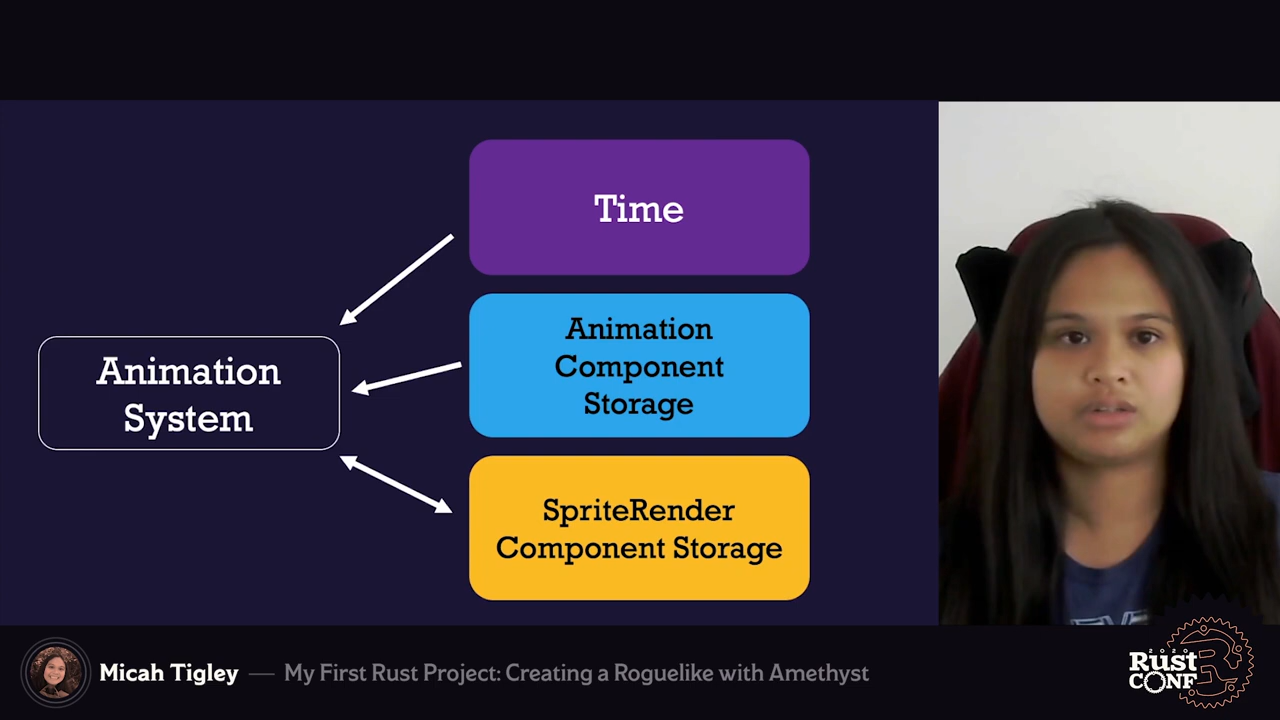 Time
Animation
Component
Storage
Animation
System
SpriteRender
Component Storage
Micah Tigley — My First Rust Project: Creating a Roguelike with Amethyst
2020
Rust
CONF
R